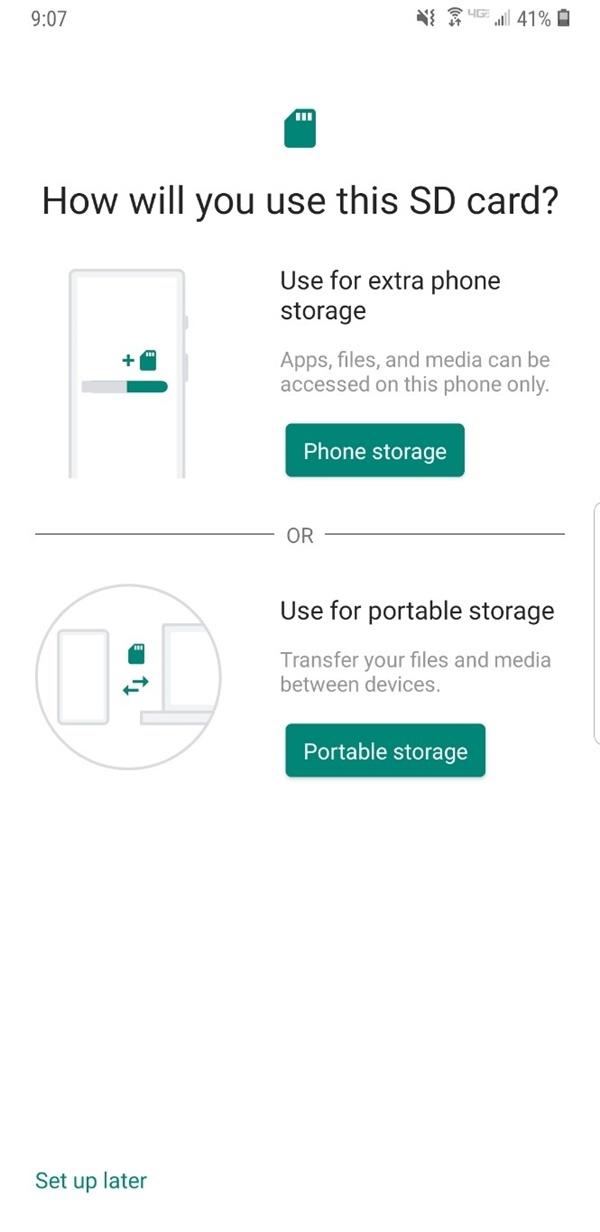 9:07
4GE 41%
How will you use this SD card?
Use for extra phone
storage
Apps, files, and media can be
accessed on this phone only.
Phone storage
OR
Use for portable storage
Transfer your files and media
between devices.
Portable storage
Set up later